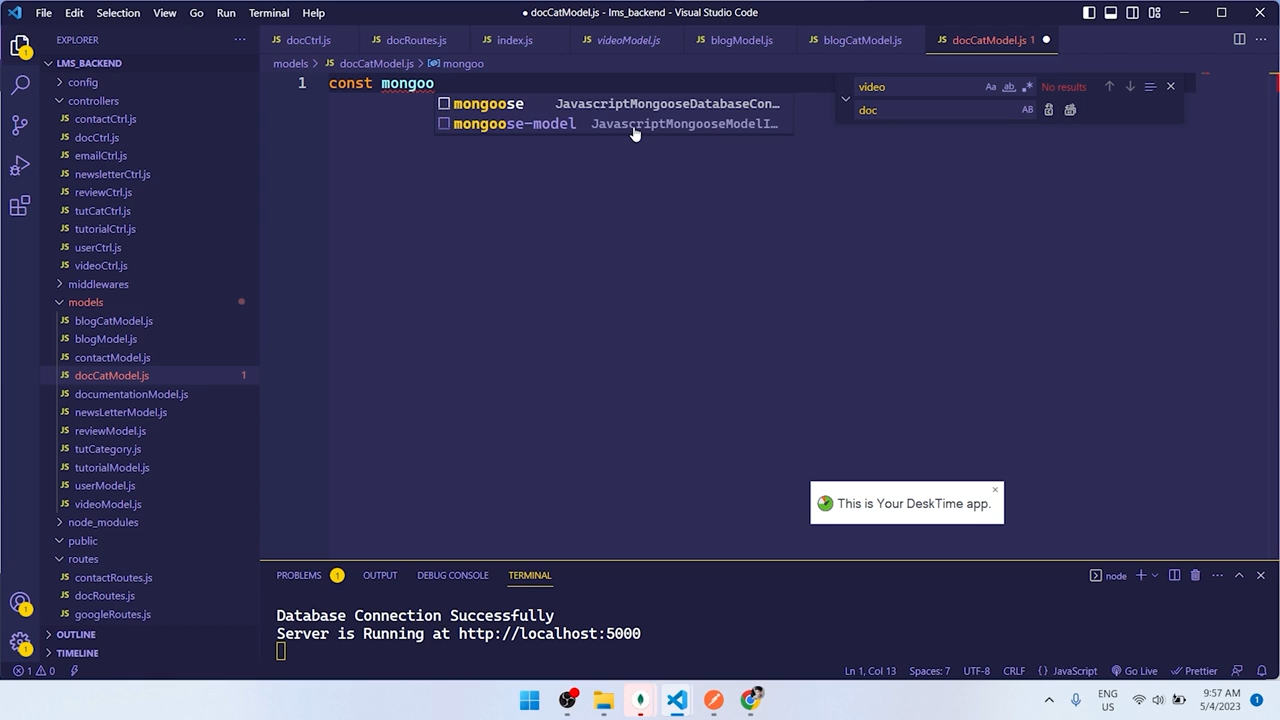 File Edit Selection View Go Run Terminal Help
docCatModel.js - lms_backend - Visual Studio Code
EXPLORER
docCtrl.js docRoutes.js index.js videoModel.js blogModel.js blogCatModel.js docCatModel.js 1
LMS_BACKEND
models > docCatModel.js > mongoo
1 const mongoo
mongoose JavascriptMongooseDatabaseCon...
mongoose-model JavascriptMongooseModelI...
video Aa ab No results
doc AB
config
controllers
contactCtrl.js
docCtrl.js
emailCtrl.js
newsletterCtrl.js
reviewCtrl.js
tutCatCtrl.js
tutorialCtrl.js
userCtrl.js
videoCtrl.js
middlewares
models
blogCatModel.js
blogModel.js
contactModel.js
docCatModel.js 1
documentationModel.js
newsLetterModel.js
reviewModel.js
tutCategory.js
tutorialModel.js
userModel.js
videoModel.js
node_modules
public
routes
contactRoutes.js
docRoutes.js
googleRoutes.js
OUTLINE
TIMELINE
This is Your DeskTime app.
PROBLEMS 1 OUTPUT DEBUG CONSOLE TERMINAL
node
Database Connection Successfully
Server is Running at http://localhost:5000
1 0
Ln 1, Col 13 Spaces: 7 UTF-8 CRLF { } JavaScript Go Live Prettier
ENG
US
9:57 AM
5/4/2023